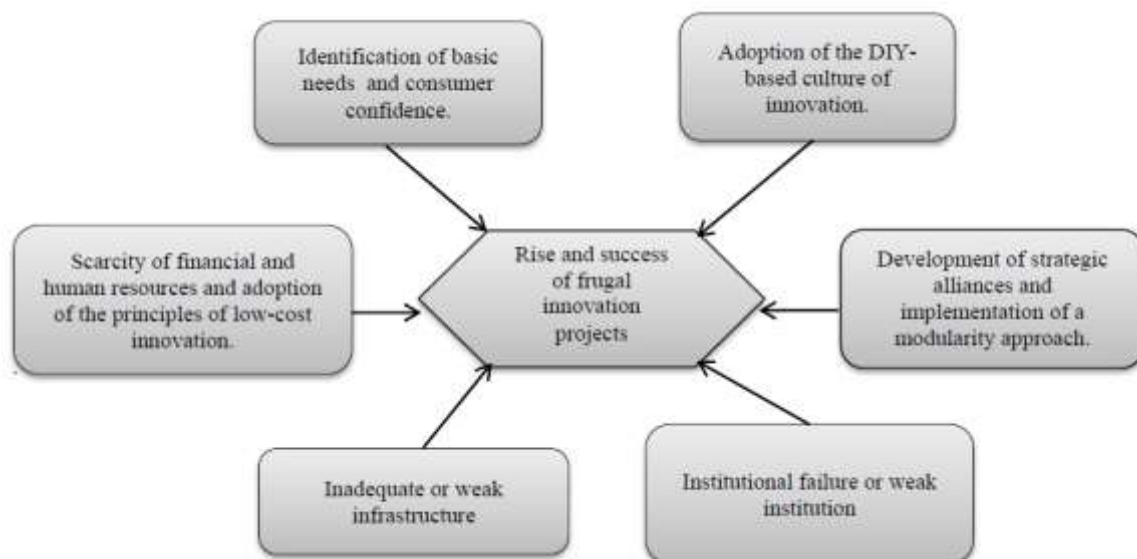 Identification of basic
needs and consumer
confidence.
Adoption of the DIY-
based culture of
innovation.
Scarcity of financial and
human resources and adoption
of the principles of low-cost
innovation.
Rise and success
of frugal
innovation
projects
Development of strategic
alliances and
implementation of a
modularity approach.
Inadequate or weak
infrastructure
Institutional failure or weak
institution